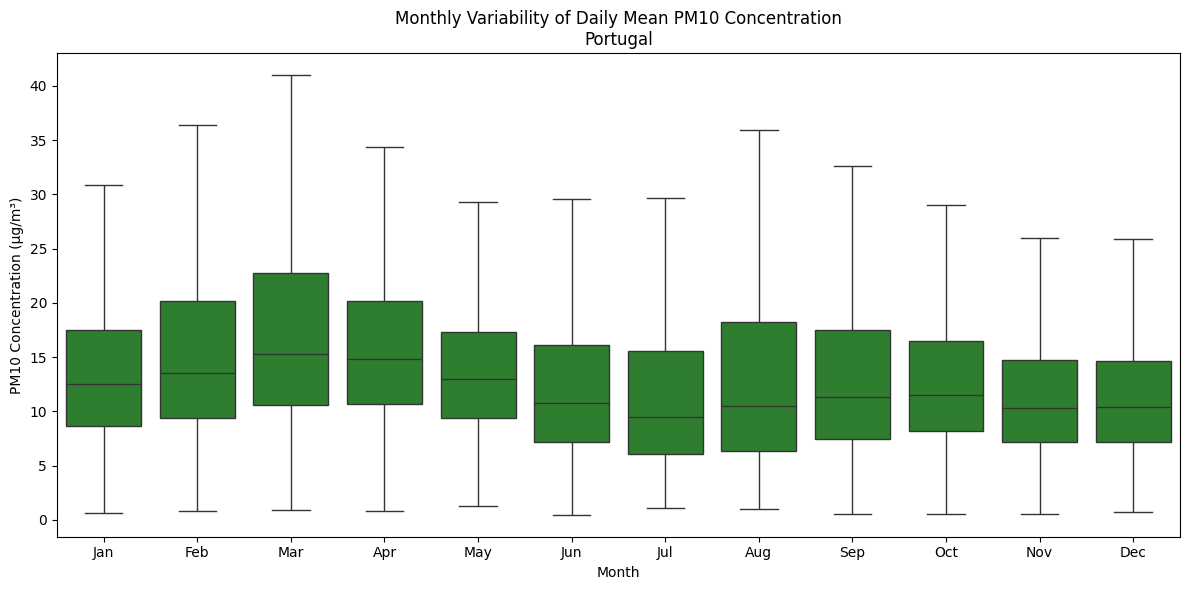 Monthly Variability of Daily Mean PM10 Concentration
Portugal
PM10 Concentration (µg/m³)
40
35
30
25
20
15
10
5
0
Jan Feb Mar Apr May Jun Jul Aug Sep Oct Nov Dec
Month